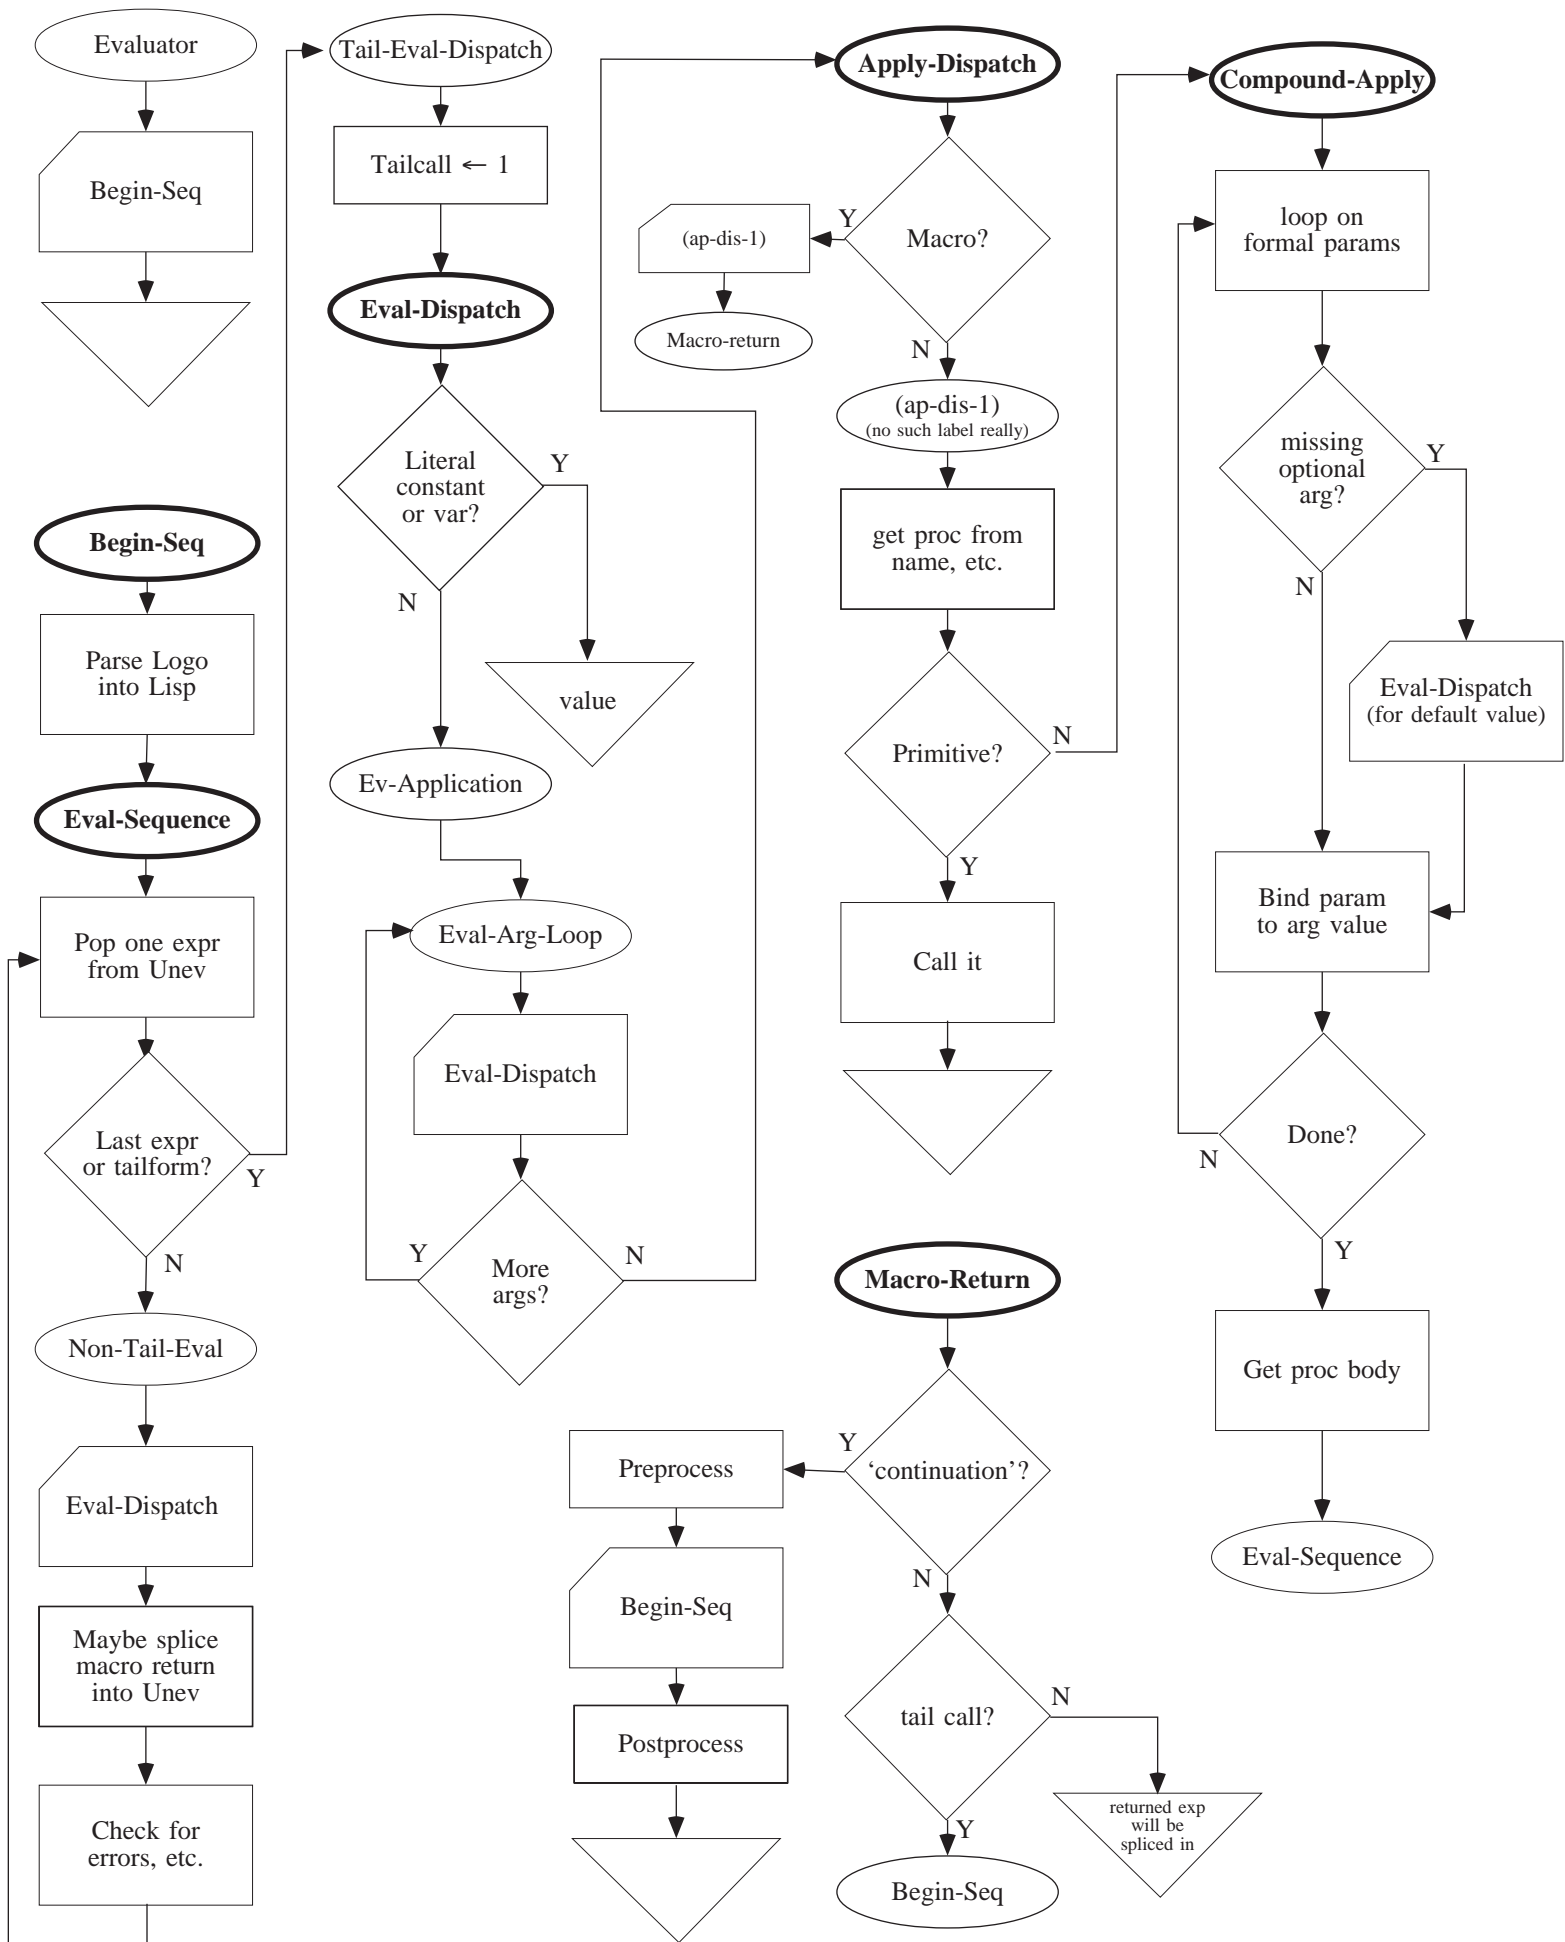 Evaluator
Begin-Seq
Begin-Seq
Parse Logo
into Lisp
Eval-Sequence
Pop one expr
from Unev
Last expr
or tailform?
Y
N
Non-Tail-Eval
Eval-Dispatch
Maybe splice
macro return
into Unev
Check for
errors, etc.
Tail-Eval-Dispatch
Tailcall ← 1
Eval-Dispatch
Literal
constant
or var?
Y
N
value
Ev-Application
Eval-Arg-Loop
Eval-Dispatch
More
args?
Y
N
Apply-Dispatch
Macro?
Y
(ap-dis-1)
Macro-return
N
(ap-dis-1)
(no such label really)
get proc from
name, etc.
Primitive?
N
Y
Call it
Macro-Return
‘continuation’?
Y
Preprocess
Begin-Seq
Postprocess
N
tail call?
N
returned exp
will be
spliced in
Y
Begin-Seq
Compound-Apply
loop on
formal params
missing
optional
arg?
Y
N
Eval-Dispatch
(for default value)
Bind param
to arg value
Done?
N
Y
Get proc body
Eval-Sequence